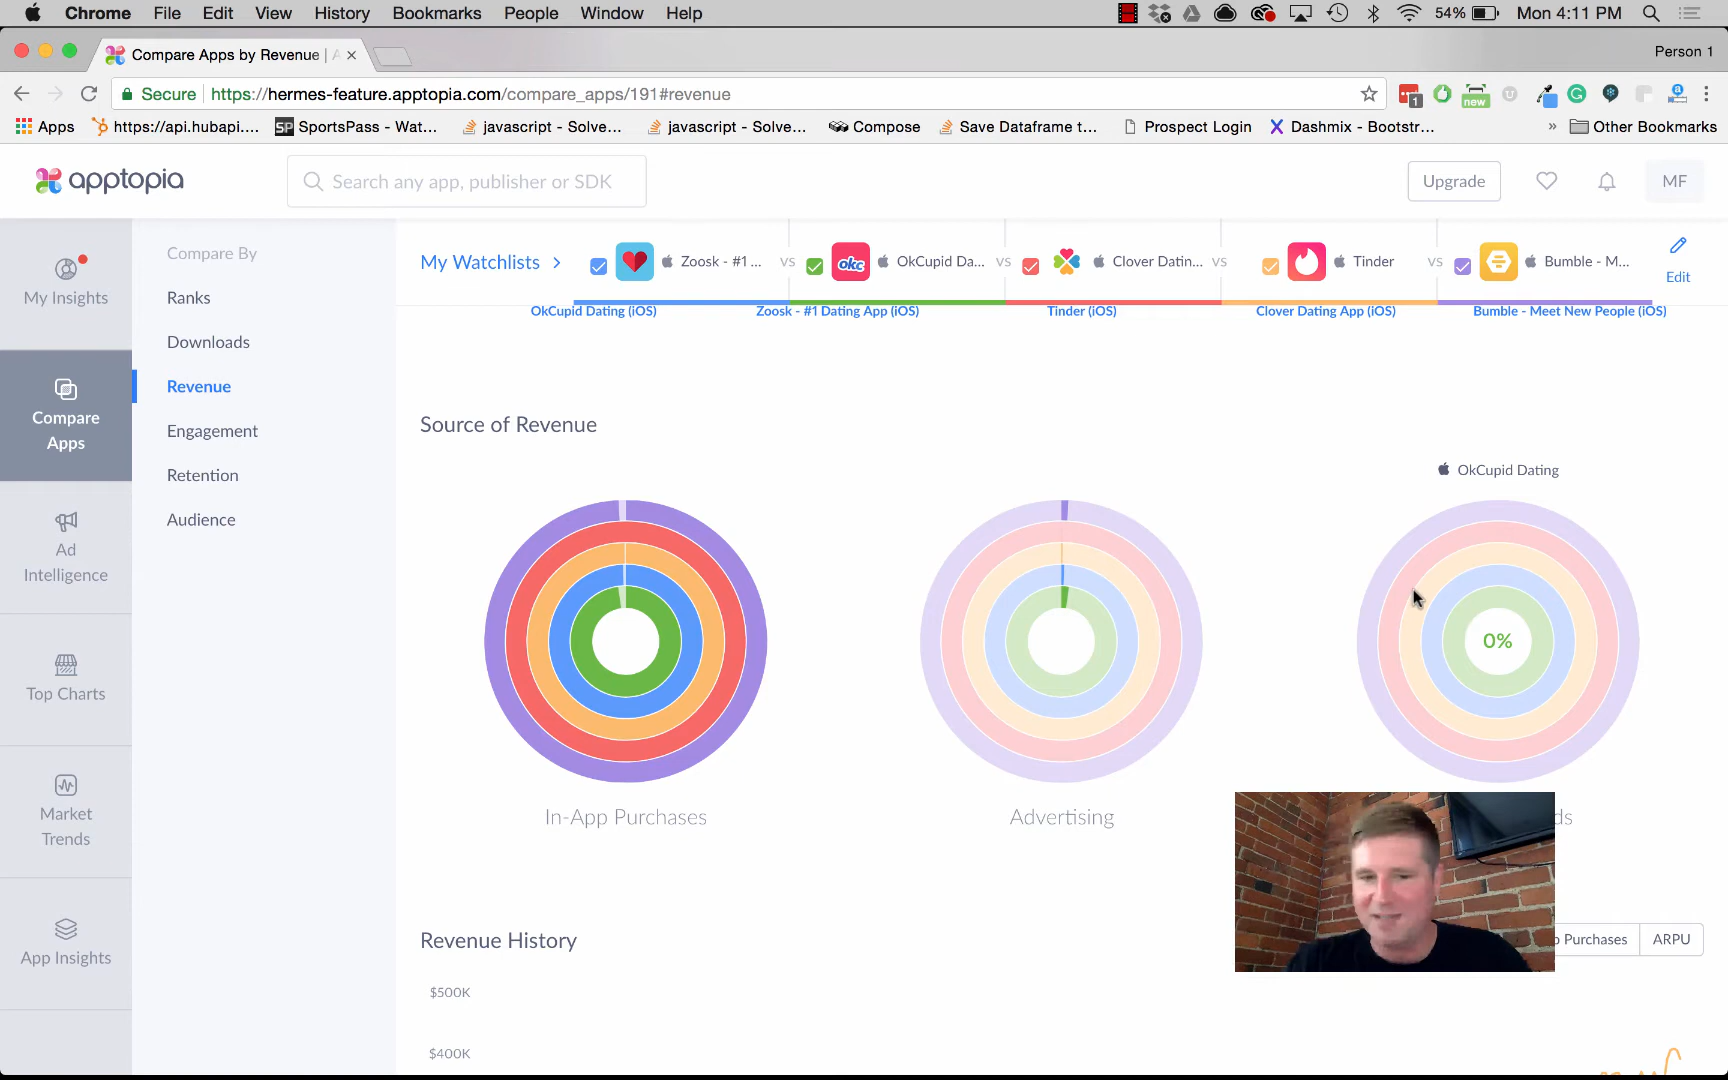 Chrome File Edit View History Bookmarks People Window Help 54% Mon 4:11 PM
Compare Apps by Revenue | A Person 1
Secure https://hermes-feature.apptopia.com/compare_apps/191#revenue 1 new
Apps https://api.hubapi.... SP SportsPass - Wat... javascript - Solve... javascript - Solve... Compose Save Dataframe t... Prospect Login Dashmix - Bootstr... » Other Bookmarks
apptopia Search any app, publisher or SDK Upgrade MF
My Insights
Compare Apps
Ad Intelligence
Top Charts
Market Trends
App Insights
Compare By
Ranks
Downloads
Revenue
Engagement
Retention
Audience
My Watchlists > Zoosk - #1 ... VS okc OkCupid Da... VS Clover Datin... VS Tinder VS Bumble - M... Edit
OkCupid Dating (iOS) Zoosk - #1 Dating App (iOS) Tinder (iOS) Clover Dating App (iOS) Bumble - Meet New People (iOS)
Source of Revenue
OkCupid Dating
0%
In-App Purchases Advertising ds
Revenue History p Purchases ARPU
$500K
$400K